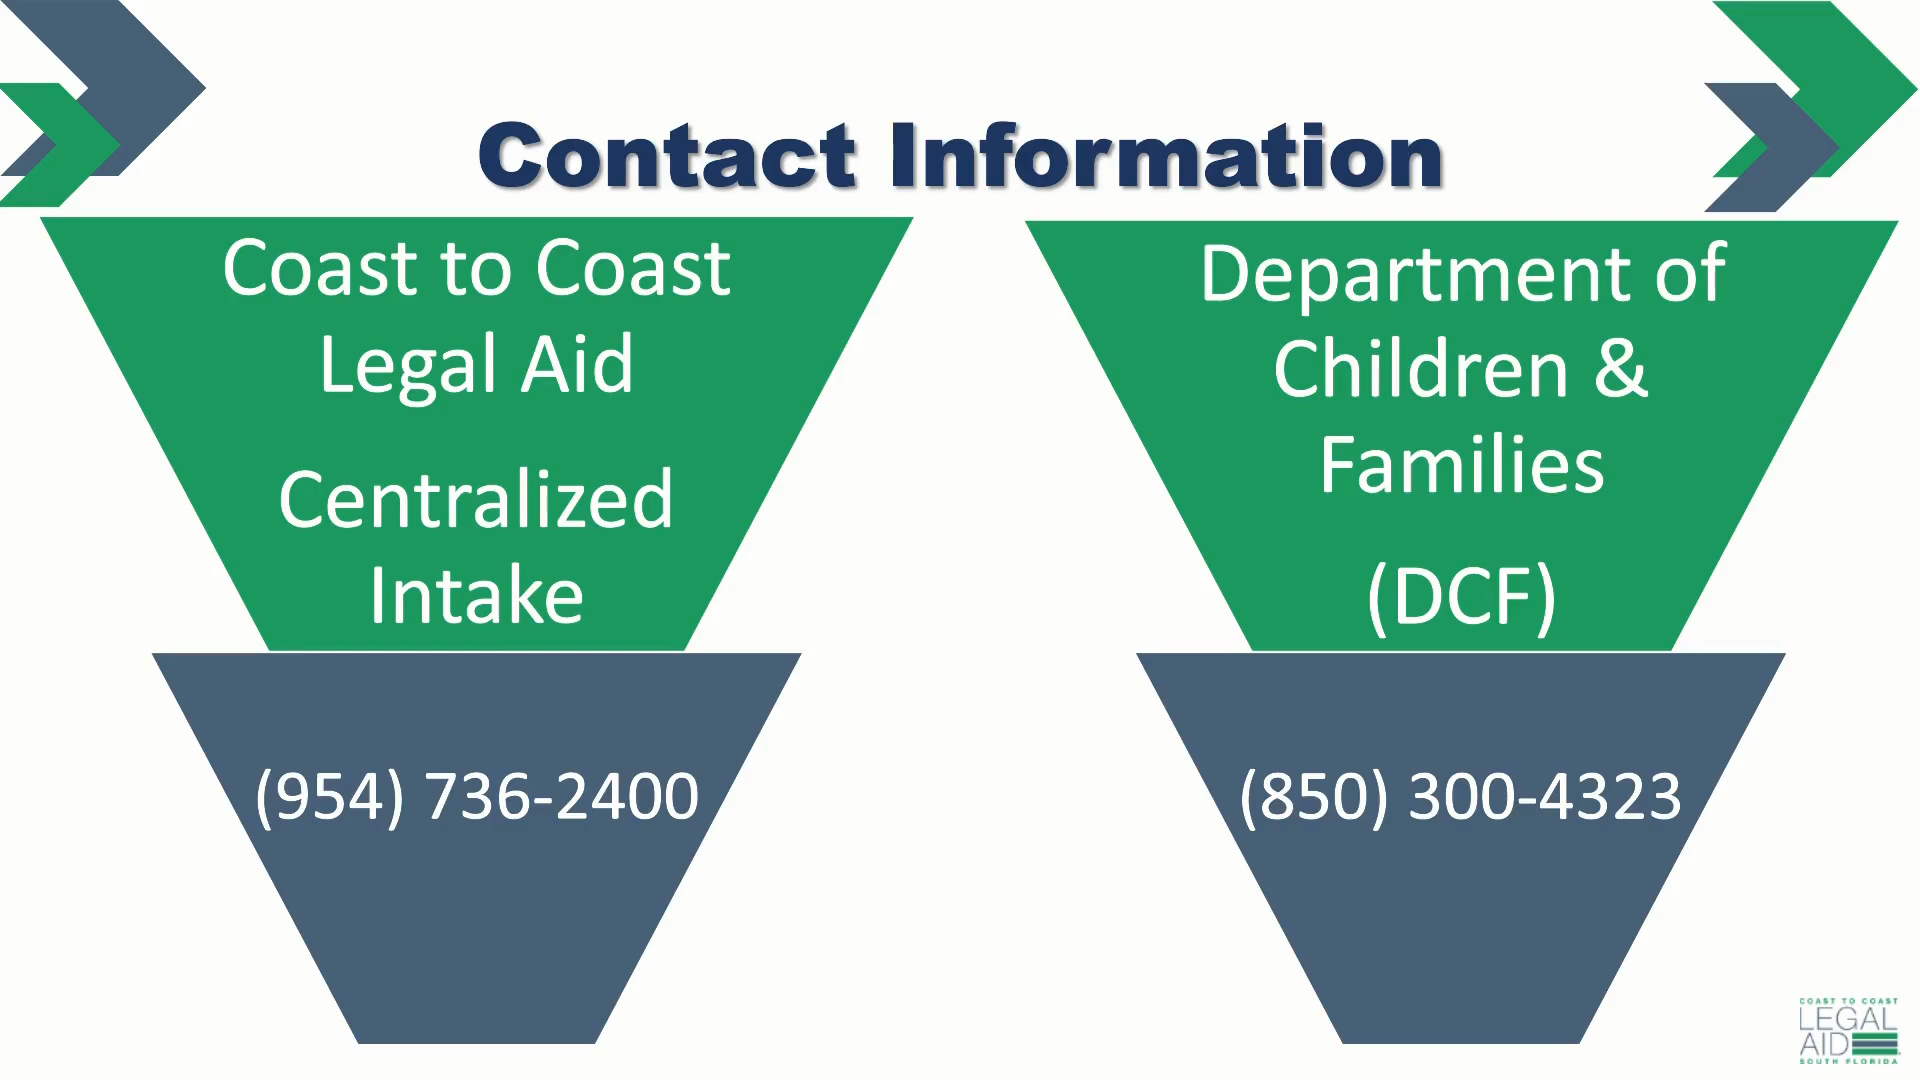 Contact Information
Coast to Coast
Legal Aid
Centralized
Intake
(954) 736-2400
Department of
Children &
Families
(DCF)
(850) 300-4323
COAST TO COAST
LEGAL
AID
SOUTH FLORIDA